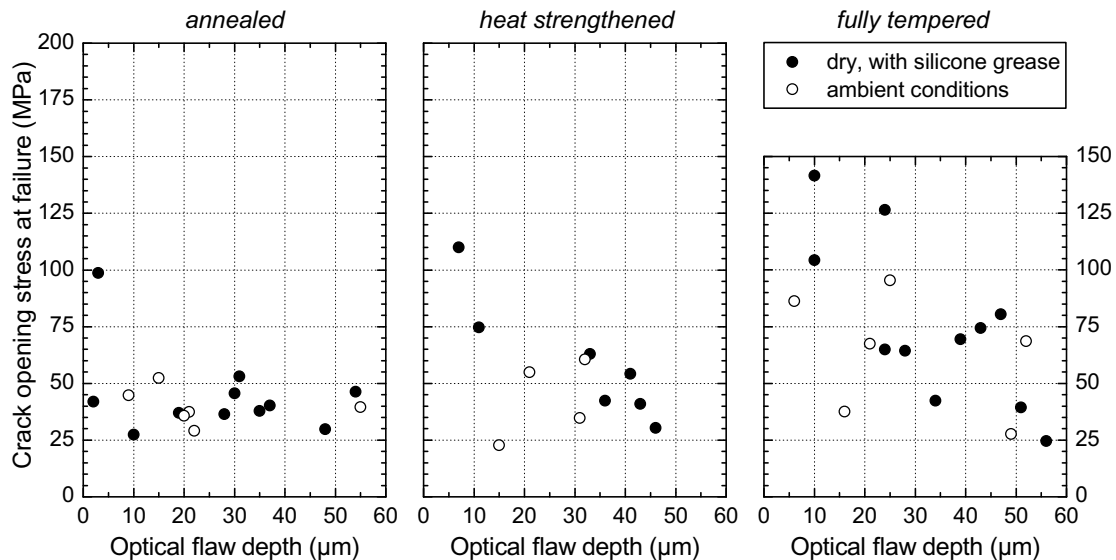 annealed heat strengthened fully tempered
dry, with silicone grease
ambient conditions
Crack opening stress at failure (MPa)
200
175
150
125
100
75
50
25
0
150
125
100
75
50
25
0
0 10 20 30 40 50 60
0 10 20 30 40 50 60
0 10 20 30 40 50 60
Optical flaw depth (μm) Optical flaw depth (μm) Optical flaw depth (μm)